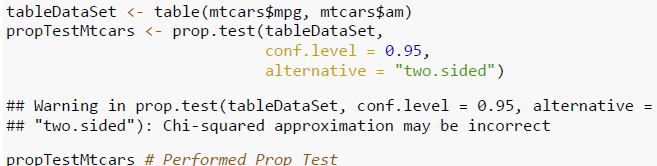 tableDataSet <- table(mtcars$mpg, mtcars$am)
propTestMtcars <- prop.test(tableDataSet,
                            conf.level = 0.95,
                            alternative = "two.sided")
## Warning in prop.test(tableDataSet, conf.level = 0.95, alternative =
## "two.sided"): Chi-squared approximation may be incorrect
propTestMtcars # Performed Prop Test